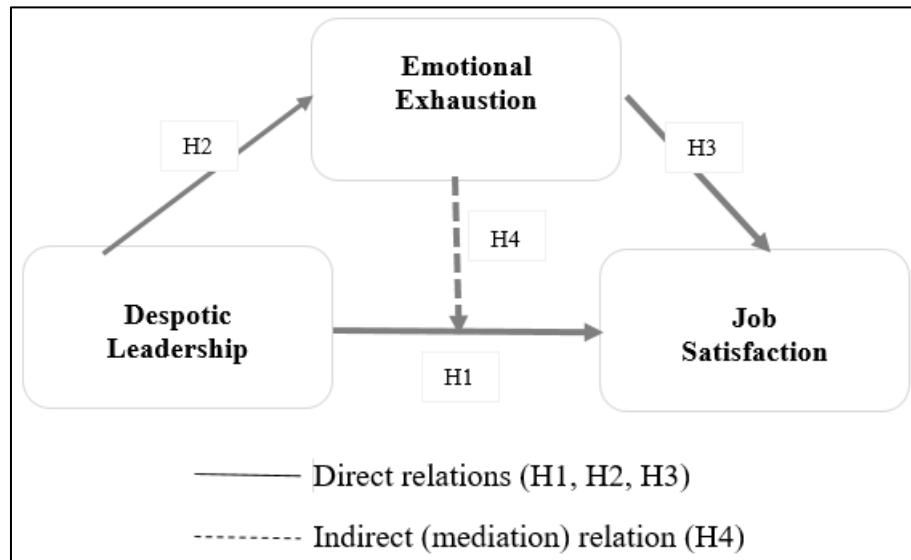 Emotional
Exhaustion
H2
H3
H4
Despotic
Leadership
Job
Satisfaction
H1
Direct relations (H1, H2, H3)
Indirect (mediation) relation (H4)